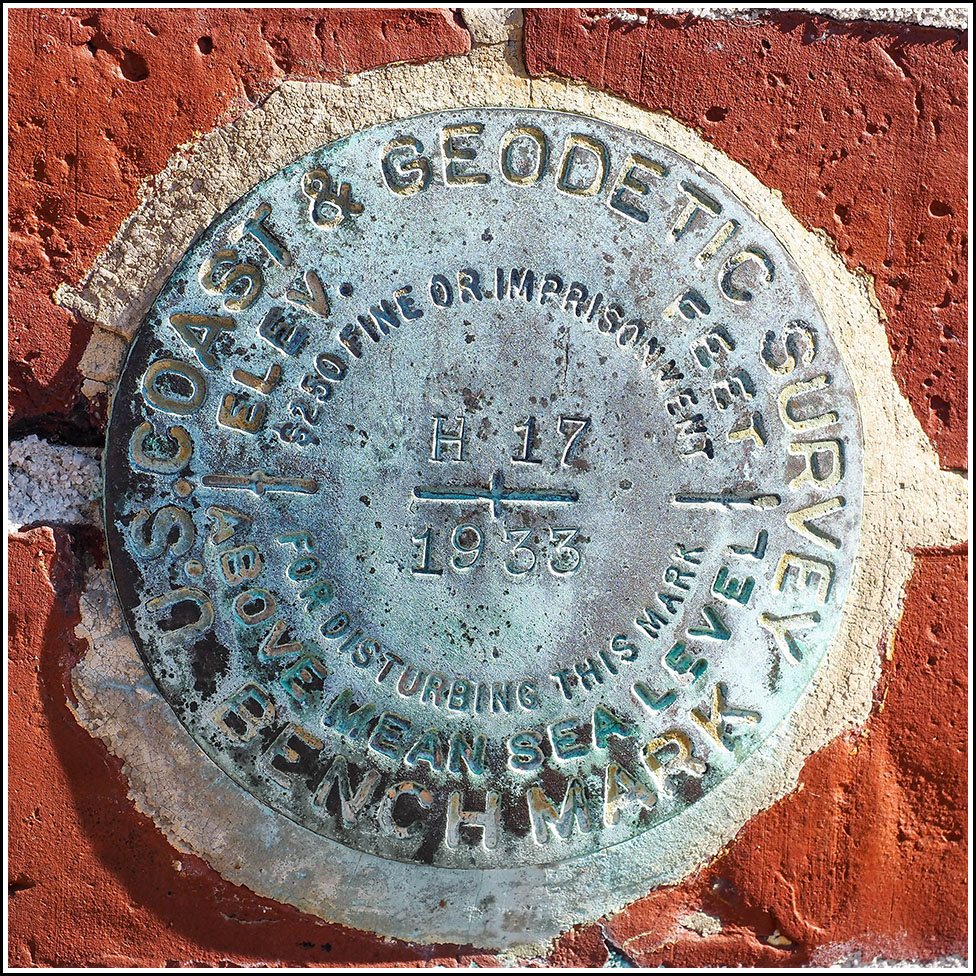 U.S. COAST & GEODETIC SURVEY
ELEV. FEET
$250 FINE OR IMPRISONMENT
H 17
1933
FOR DISTURBING THIS MARK
ABOVE MEAN SEA LEVEL
BENCH MARK